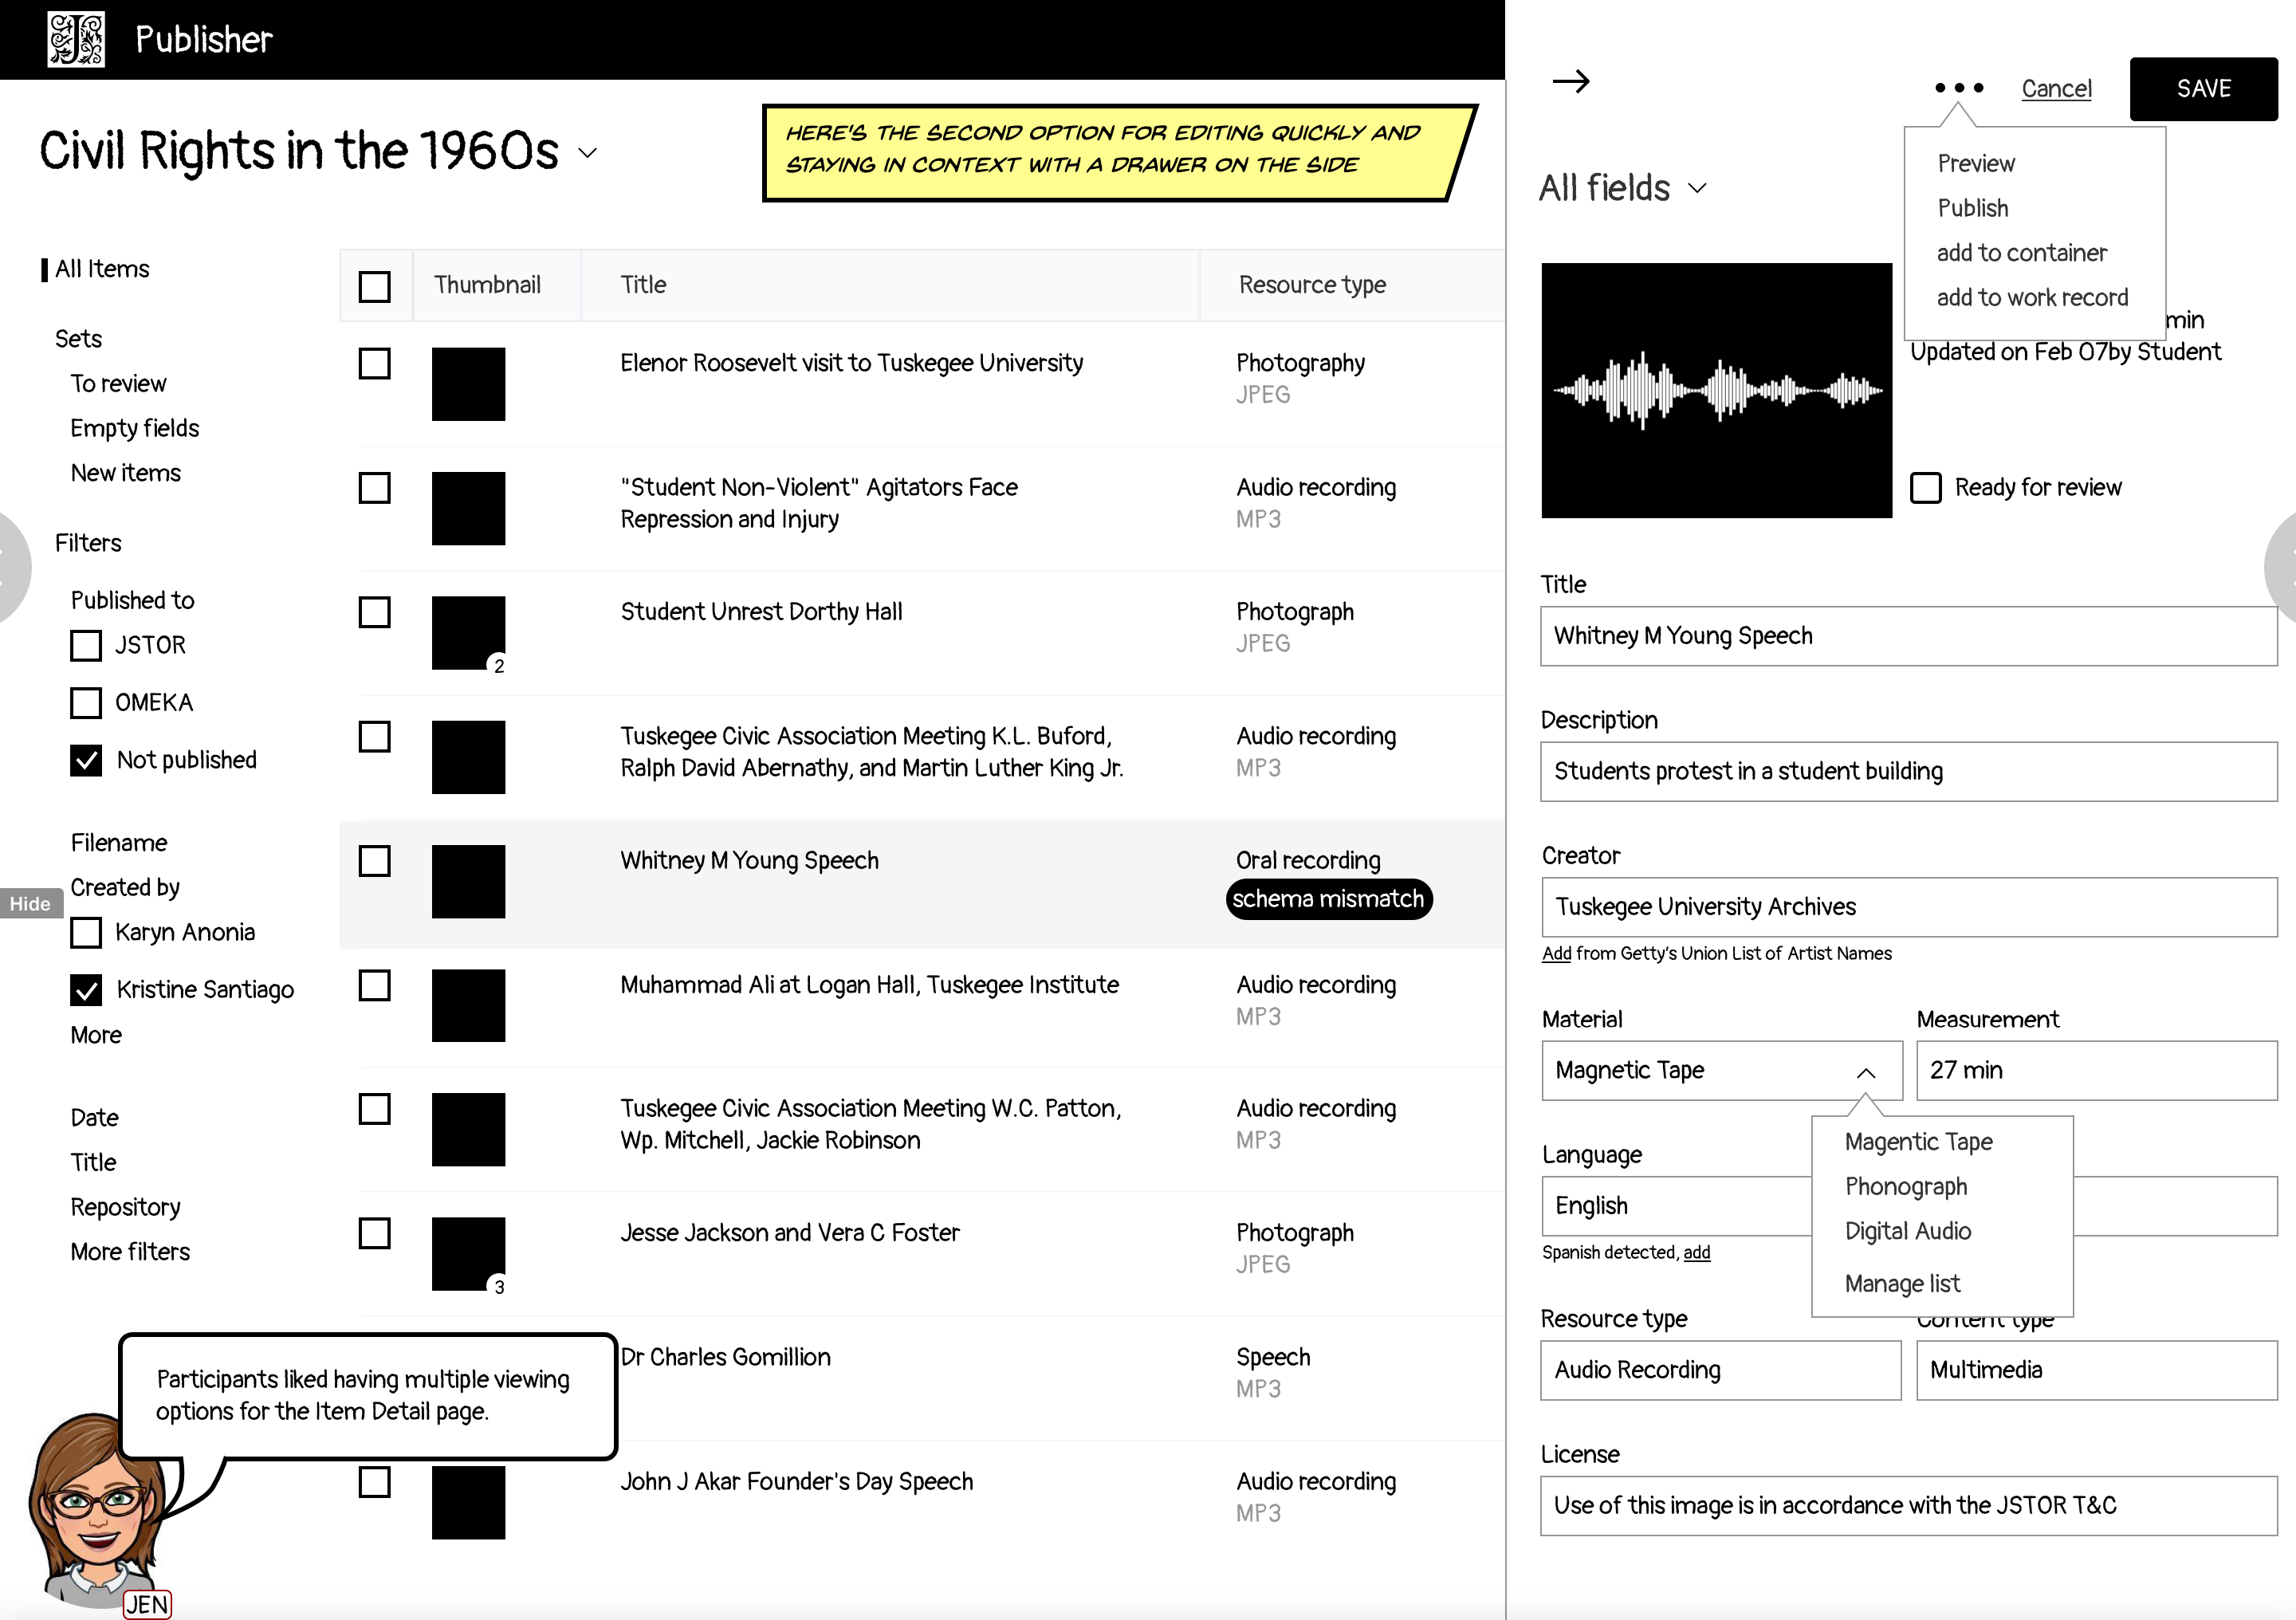 J
Publisher
Civil Rights in the 1960s
HERE'S THE SECOND OPTION FOR EDITING QUICKLY AND
STAYING IN CONTEXT WITH A DRAWER ON THE SIDE
All Items
Sets
To review
Empty fields
New items
Filters
Published to
JSTOR
OMEKA
Not published
Filename
Created by
Hide
Karyn Anonia
Kristine Santiago
More
Date
Title
Repository
More filters
Thumbnail Title Resource type
Elenor Roosevelt visit to Tuskegee University Photography
JPEG
"Student Non-Violent" Agitators Face Audio recording
Repression and Injury MP3
Student Unrest Dorthy Hall Photograph
JPEG
2
Tuskegee Civic Association Meeting K.L. Buford, Audio recording
Ralph David Abernathy, and Martin Luther King Jr. MP3
Whitney M Young Speech Oral recording
schema mismatch
Muhammad Ali at Logan Hall, Tuskegee Institute Audio recording
MP3
Tuskegee Civic Association Meeting W.C. Patton, Audio recording
Wp. Mitchell, Jackie Robinson MP3
Jesse Jackson and Vera C Foster Photograph
JPEG
3
Dr Charles Gomillion Speech
MP3
John J Akar Founder's Day Speech Audio recording
MP3
Participants liked having multiple viewing
options for the Item Detail page.
JEN
Cancel SAVE
Preview
Publish
add to container
add to work record
All fields
min
Updated on Feb 07by Student
Ready for review
Title
Whitney M Young Speech
Description
Students protest in a student building
Creator
Tuskegee University Archives
Add from Getty's Union List of Artist Names
Material Measurement
Magnetic Tape 27 min
Magentic Tape
Phonograph
Digital Audio
Manage list
Language
English
Spanish detected, add
Resource type Content type
Audio Recording Multimedia
License
Use of this image is in accordance with the JSTOR T&C